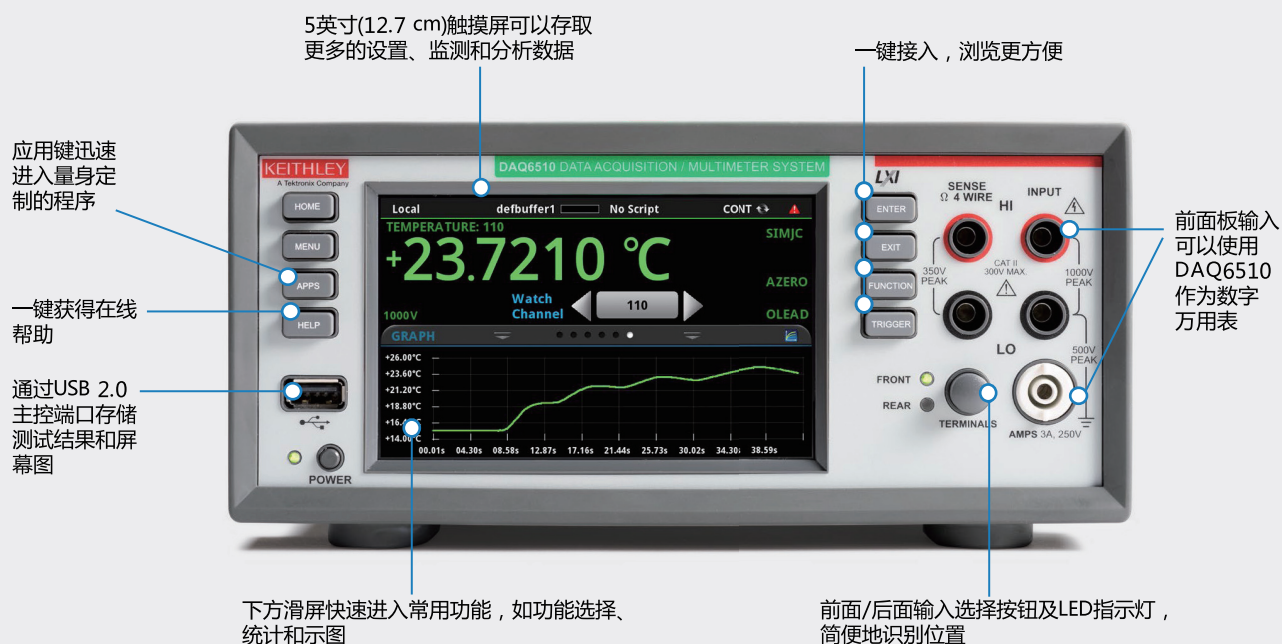 5英寸(12.7 cm)触摸屏可以存取
更多的设置、监测和分析数据
一键接入，浏览更方便
应用键迅速
进入量身定
制的程序
一键获得在线
帮助
通过USB 2.0
主控端口存储
测试结果和屏
幕图
KEITHLEY
A Tektronix Company
DAQ6510 DATA ACQUISITION / MULTIMETER SYSTEM
LXI
HOME
MENU
APPS
HELP
POWER
Local defbuffer1 No Script CONT
TEMPERATURE: 110
SIMJC
+23.7210 °C
AZERO
Watch
Channel
110
1000V
OLEAD
GRAPH
+26.00°C
+23.60°C
+21.20°C
+18.80°C
+14.00°C
00.01s 04.30s 08.58s 12.87s 17.16s 21.44s 25.73s 30.02s 34.30s 38.59s
ENTER
EXIT
FUNCTION
TRIGGER
SENSE
Ω 4 WIRE
HI
INPUT
350V
PEAK
CAT II
300V MAX.
1000V
PEAK
LO
500V
PEAK
FRONT
REAR
TERMINALS
AMPS 3A, 250V
前面板输入
可以使用
DAQ6510
作为数字
万用表
下方滑屏快速进入常用功能，如功能选择、
统计和示图
前面/后面输入选择按钮及LED指示灯，
简便地识别位置